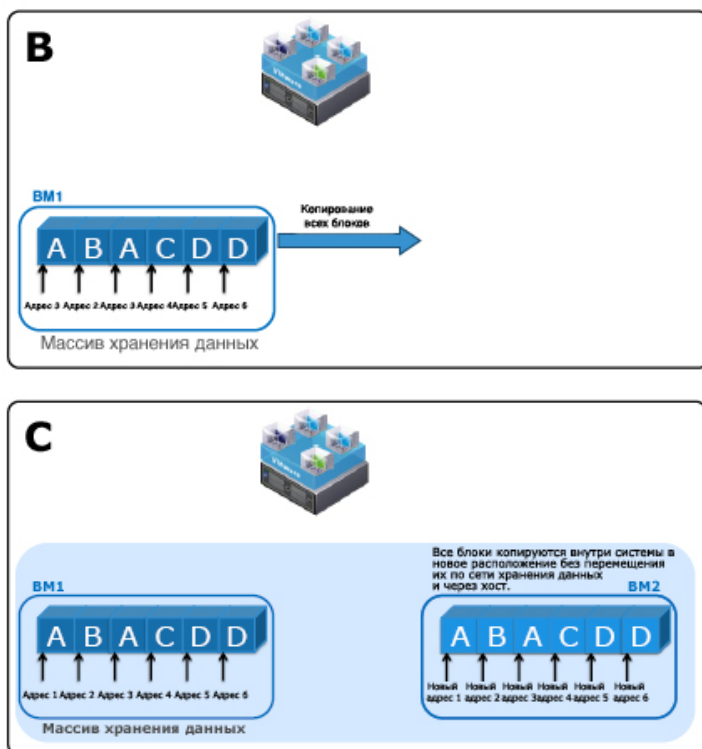 B
VMware
ВМ1
Копирование
всех блоков
A B A C D D
Адрес 3 Адрес 2 Адрес 3 Адрес 4 Адрес 5 Адрес 6
Массив хранения данных
C
VMware
Все блоки копируются внутри системы в
новое расположение без перемещения
их по сети хранения данных
и через хост.
ВМ1
ВМ2
A B A C D D
A B A C D D
Адрес 1 Адрес 2 Адрес 3 Адрес 4 Адрес 5 Адрес 6
Новый Новый Новый Новый Новый Новый
адрес 1 адрес 2 адрес 3 адрес 4 адрес 5 адрес 6
Массив хранения данных